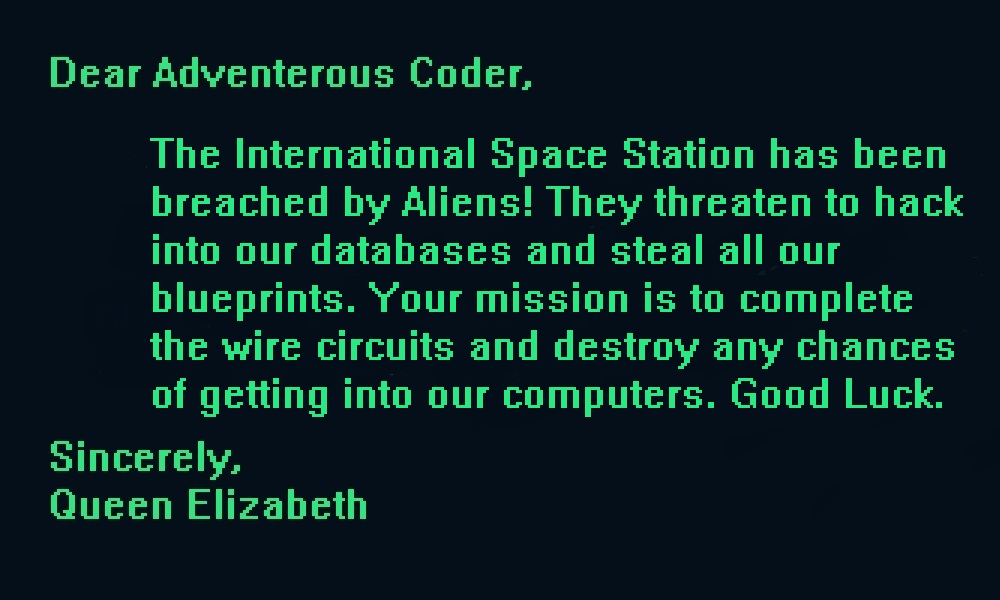 Dear Adventerous Coder,
The International Space Station has been
breached by Aliens! They threaten to hack
into our databases and steal all our
blueprints. Your mission is to complete
the wire circuits and destroy any chances
of getting into our computers. Good Luck.
Sincerely,
Queen Elizabeth